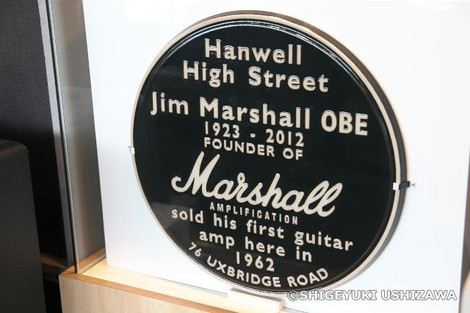 Hanwell
High Street
Jim Marshall OBE
1923 - 2012
FOUNDER OF
Marshall
AMPLIFICATION
sold his first guitar
amp here in
1962
76 UXBRIDGE ROAD
©SHIGEYUKI USHIZAWA